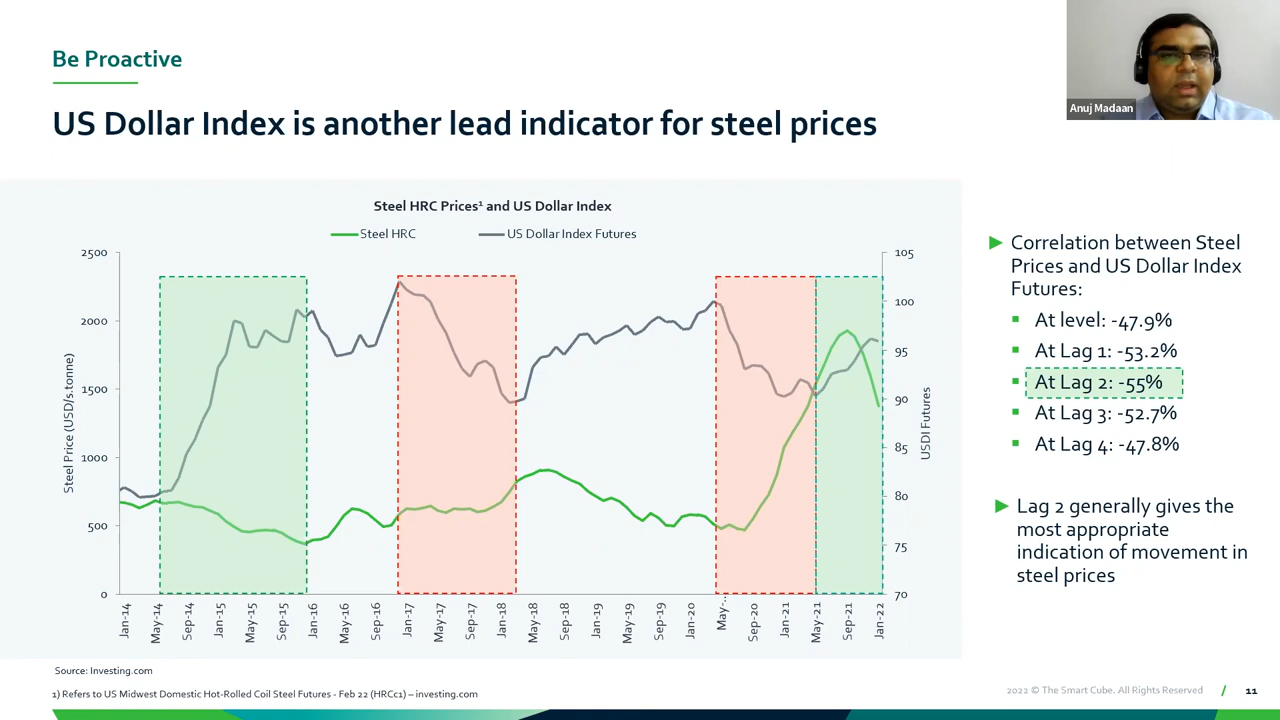 Be Proactive
Anuj Madaan
US Dollar Index is another lead indicator for steel prices
Steel HRC Prices¹ and US Dollar Index
Steel HRC
US Dollar Index Futures
2500
2000
1500
1000
500
0
Steel Price (USD/s.tonne)
105
100
95
90
85
80
75
70
USDI Futures
Jan-14
May-14
Sep-14
Jan-15
May-15
Sep-15
Jan-16
May-16
Sep-16
Jan-17
May-17
Sep-17
Jan-18
May-18
Sep-18
Jan-19
May-19
Sep-19
Jan-20
May-…
Sep-20
Jan-21
May-21
Sep-21
Jan-22
Correlation between Steel
Prices and US Dollar Index
Futures:
At level: -47.9%
At Lag 1: -53.2%
At Lag 2: -55%
At Lag 3: -52.7%
At Lag 4: -47.8%
Lag 2 generally gives the
most appropriate
indication of movement in
steel prices
Source: Investing.com
1) Refers to US Midwest Domestic Hot-Rolled Coil Steel Futures - Feb 22 (HRCc1) – investing.com
2022 © The Smart Cube. All Rights Reserved / 11